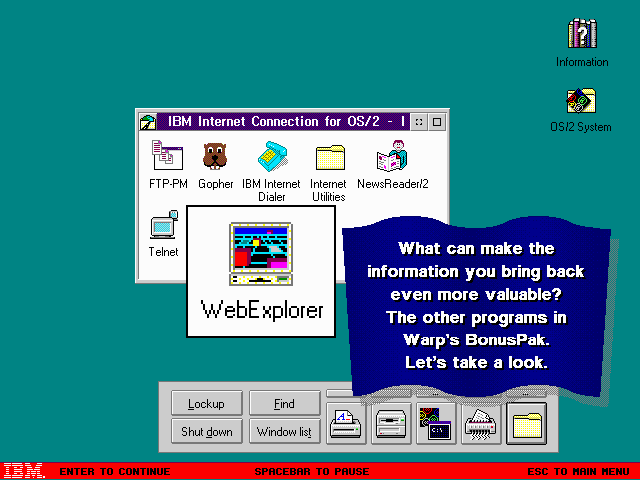 Information
OS/2 System
IBM Internet Connection for OS/2 - I
FTP-PM
Gopher
IBM Internet
Dialer
Internet
Utilities
NewsReader/2
Telnet
WebExplorer
What can make the
information you bring back
even more valuable?
The other programs in
Warp's BonusPak.
Let's take a look.
Lockup
Find
Shut down
Window list
C:\
IBM.
ENTER TO CONTINUE
SPACEBAR TO PAUSE
ESC TO MAIN MENU